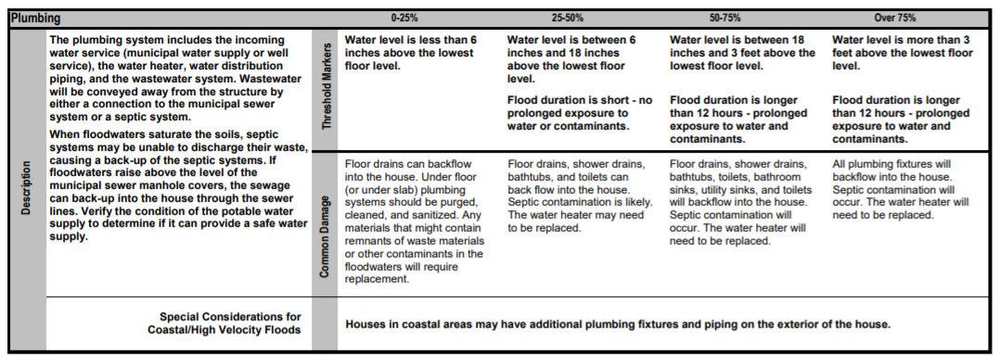 Plumbing
0-25%
25-50%
50-75%
Over 75%
Description
The plumbing system includes the incoming
water service (municipal water supply or well
service), the water heater, water distribution
piping, and the wastewater system. Wastewater
will be conveyed away from the structure by
either a connection to the municipal sewer
system or a septic system.
When floodwaters saturate the soils, septic
systems may be unable to discharge their waste,
causing a back-up of the septic systems. If
floodwaters raise above the level of the
municipal sewer manhole covers, the sewage
can back-up into the house through the sewer
lines. Verify the condition of the potable water
supply to determine if it can provide a safe water
supply.
Threshold Markers
Water level is less than 6
inches above the lowest
floor level.
Water level is between 6
inches and 18 inches
above the lowest floor
level.
Flood duration is short - no
prolonged exposure to
water or contaminants.
Water level is between 18
inches and 3 feet above the
lowest floor level.
Flood duration is longer
than 12 hours - prolonged
exposure to water and
contaminants.
Water level is more than 3
feet above the lowest floor
level.
Flood duration is longer
than 12 hours - prolonged
exposure to water and
contaminants.
Common Damage
Floor drains can backflow
into the house. Under floor
(or under slab) plumbing
systems should be purged,
cleaned, and sanitized. Any
materials that might contain
remnants of waste materials
or other contaminants in the
floodwaters will require
replacement.
Floor drains, shower drains,
bathtubs, and toilets can
back flow into the house.
Septic contamination is likely.
The water heater may need
to be replaced.
Floor drains, shower drains,
bathtubs, toilets, bathroom
sinks, utility sinks, and toilets
will backflow into the house.
Septic contamination will
occur. The water heater will
need to be replaced.
All plumbing fixtures will
backflow into the house.
Septic contamination will
occur. The water heater will
need to be replaced.
Special Considerations for
Coastal/High Velocity Floods
Houses in coastal areas may have additional plumbing fixtures and piping on the exterior of the house.